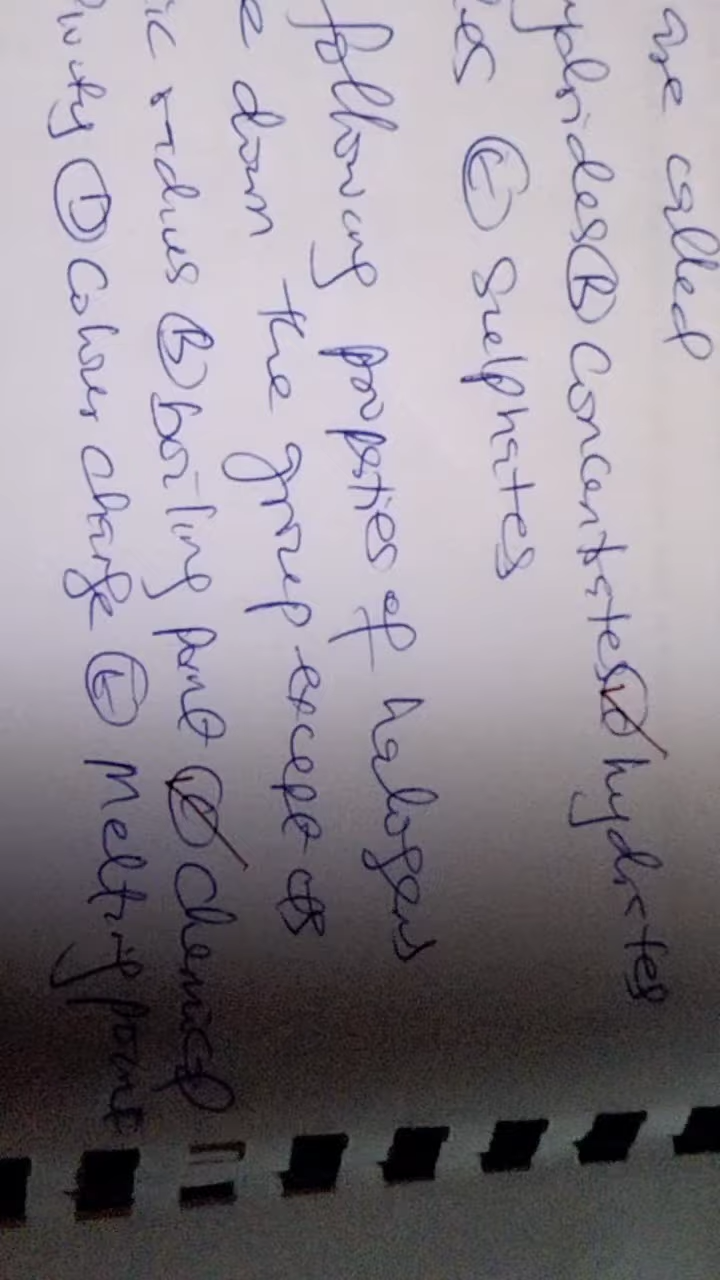 are called
ydrides (B) Concentrates (C) hydrates
es (E) Sulphates
following properties of halogens
e down the group except
ic radius (B) boiling point (C) Chemical
ivity (D) Colour change (E) Melting point